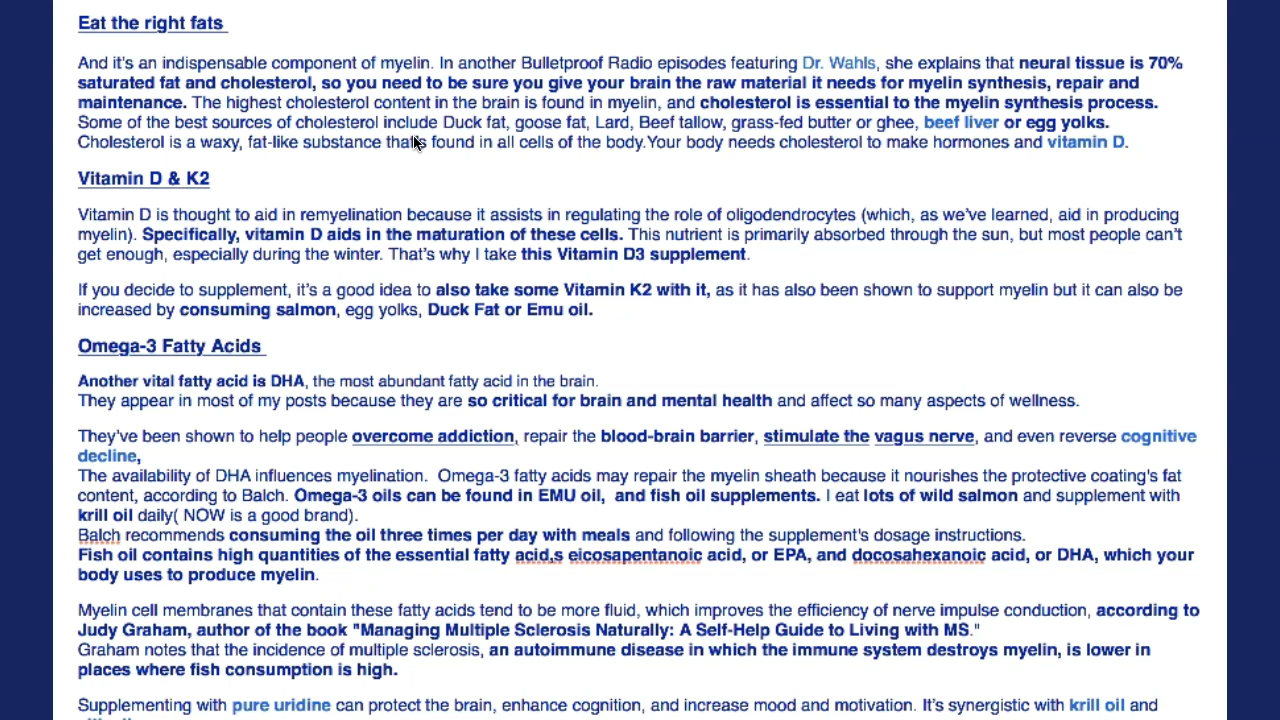 Eat the right fats
And it's an indispensable component of myelin. In another Bulletproof Radio episodes featuring Dr. Wahls, she explains that neural tissue is 70%
saturated fat and cholesterol, so you need to be sure you give your brain the raw material it needs for myelin synthesis, repair and
maintenance. The highest cholesterol content in the brain is found in myelin, and cholesterol is essential to the myelin synthesis process.
Some of the best sources of cholesterol include Duck fat, goose fat, Lard, Beef tallow, grass-fed butter or ghee, beef liver or egg yolks.
Cholesterol is a waxy, fat-like substance that's found in all cells of the body.Your body needs cholesterol to make hormones and vitamin D.
Vitamin D & K2
Vitamin D is thought to aid in remyelination because it assists in regulating the role of oligodendrocytes (which, as we've learned, aid in producing
myelin). Specifically, vitamin D aids in the maturation of these cells. This nutrient is primarily absorbed through the sun, but most people can't
get enough, especially during the winter. That's why I take this Vitamin D3 supplement.
If you decide to supplement, it's a good idea to also take some Vitamin K2 with it, as it has also been shown to support myelin but it can also be
increased by consuming salmon, egg yolks, Duck Fat or Emu oil.
Omega-3 Fatty Acids
Another vital fatty acid is DHA, the most abundant fatty acid in the brain.
They appear in most of my posts because they are so critical for brain and mental health and affect so many aspects of wellness.
They've been shown to help people overcome addiction, repair the blood-brain barrier, stimulate the vagus nerve, and even reverse cognitive
decline,
The availability of DHA influences myelination.  Omega-3 fatty acids may repair the myelin sheath because it nourishes the protective coating's fat
content, according to Balch. Omega-3 oils can be found in EMU oil,  and fish oil supplements. I eat lots of wild salmon and supplement with
krill oil daily( NOW is a good brand).
Balch recommends consuming the oil three times per day with meals and following the supplement's dosage instructions.
Fish oil contains high quantities of the essential fatty acid,s eicosapentanoic acid, or EPA, and docosahexanoic acid, or DHA, which your
body uses to produce myelin.
Myelin cell membranes that contain these fatty acids tend to be more fluid, which improves the efficiency of nerve impulse conduction, according to
Judy Graham, author of the book "Managing Multiple Sclerosis Naturally: A Self-Help Guide to Living with MS."
Graham notes that the incidence of multiple sclerosis, an autoimmune disease in which the immune system destroys myelin, is lower in
places where fish consumption is high.
Supplementing with pure uridine can protect the brain, enhance cognition, and increase mood and motivation. It's synergistic with krill oil and